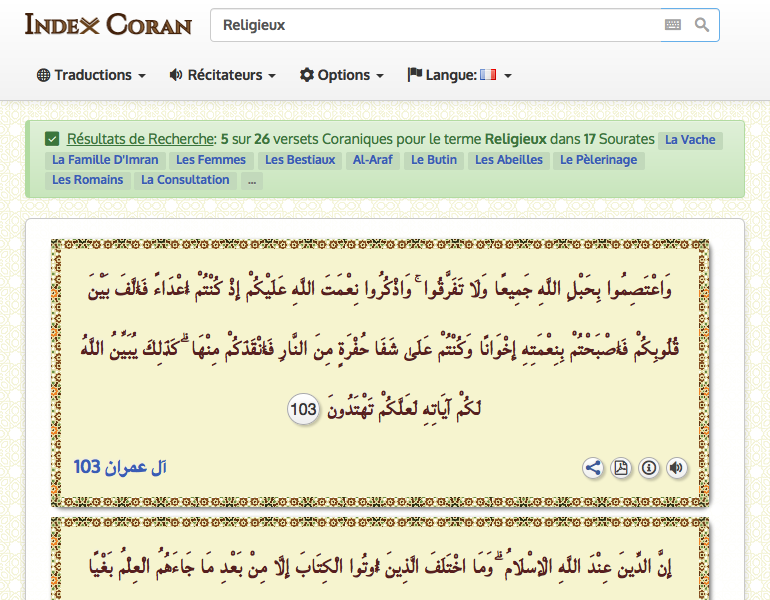 INDEX CORAN
Religieux
Traductions Récitateurs Options Langue:
Résultats de Recherche: 5 sur 26 versets Coraniques pour le terme Religieux dans 17 Sourates La Vache
La Famille D'Imran Les Femmes Les Bestiaux Al-Araf Le Butin Les Abeilles Le Pèlerinage
Les Romains La Consultation ...
وَاعْتَصِمُوا بِحَبْلِ اللَّهِ جَمِيعًا وَلَا تَفَرَّقُوا ۚ وَاذْكُرُوا نِعْمَتَ اللَّهِ عَلَيْكُمْ إِذْ كُنْتُمْ أَعْدَاءً فَأَلَّفَ بَيْنَ
قُلُوبِكُمْ فَأَصْبَحْتُمْ بِنِعْمَتِهِ إِخْوَانًا وَكُنْتُمْ عَلَىٰ شَفَا حُفْرَةٍ مِنَ النَّارِ فَأَنْقَذَكُمْ مِنْهَا ۗ كَذَٰلِكَ يُبَيِّنُ اللَّهُ
لَكُمْ آيَاتِهِ لَعَلَّكُمْ تَهْتَدُونَ 103
آل عمران 103
إِنَّ الدِّينَ عِنْدَ اللَّهِ الْإِسْلَامُ ۗ وَمَا اخْتَلَفَ الَّذِينَ أُوتُوا الْكِتَابَ إِلَّا مِنْ بَعْدِ مَا جَاءَهُمُ الْعِلْمُ بَغْيًا